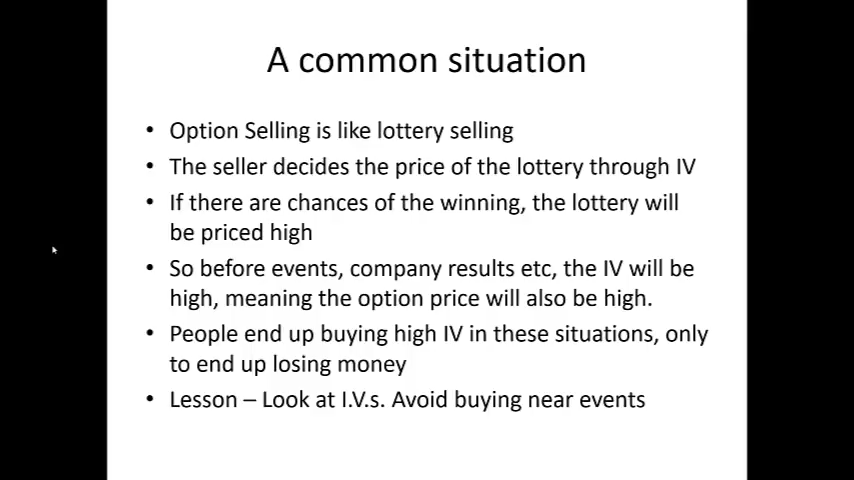 A common situation
• Option Selling is like lottery selling
• The seller decides the price of the lottery through IV
• If there are chances of the winning, the lottery will
be priced high
• So before events, company results etc, the IV will be
high, meaning the option price will also be high.
• People end up buying high IV in these situations, only
to end up losing money
• Lesson – Look at I.V.s. Avoid buying near events